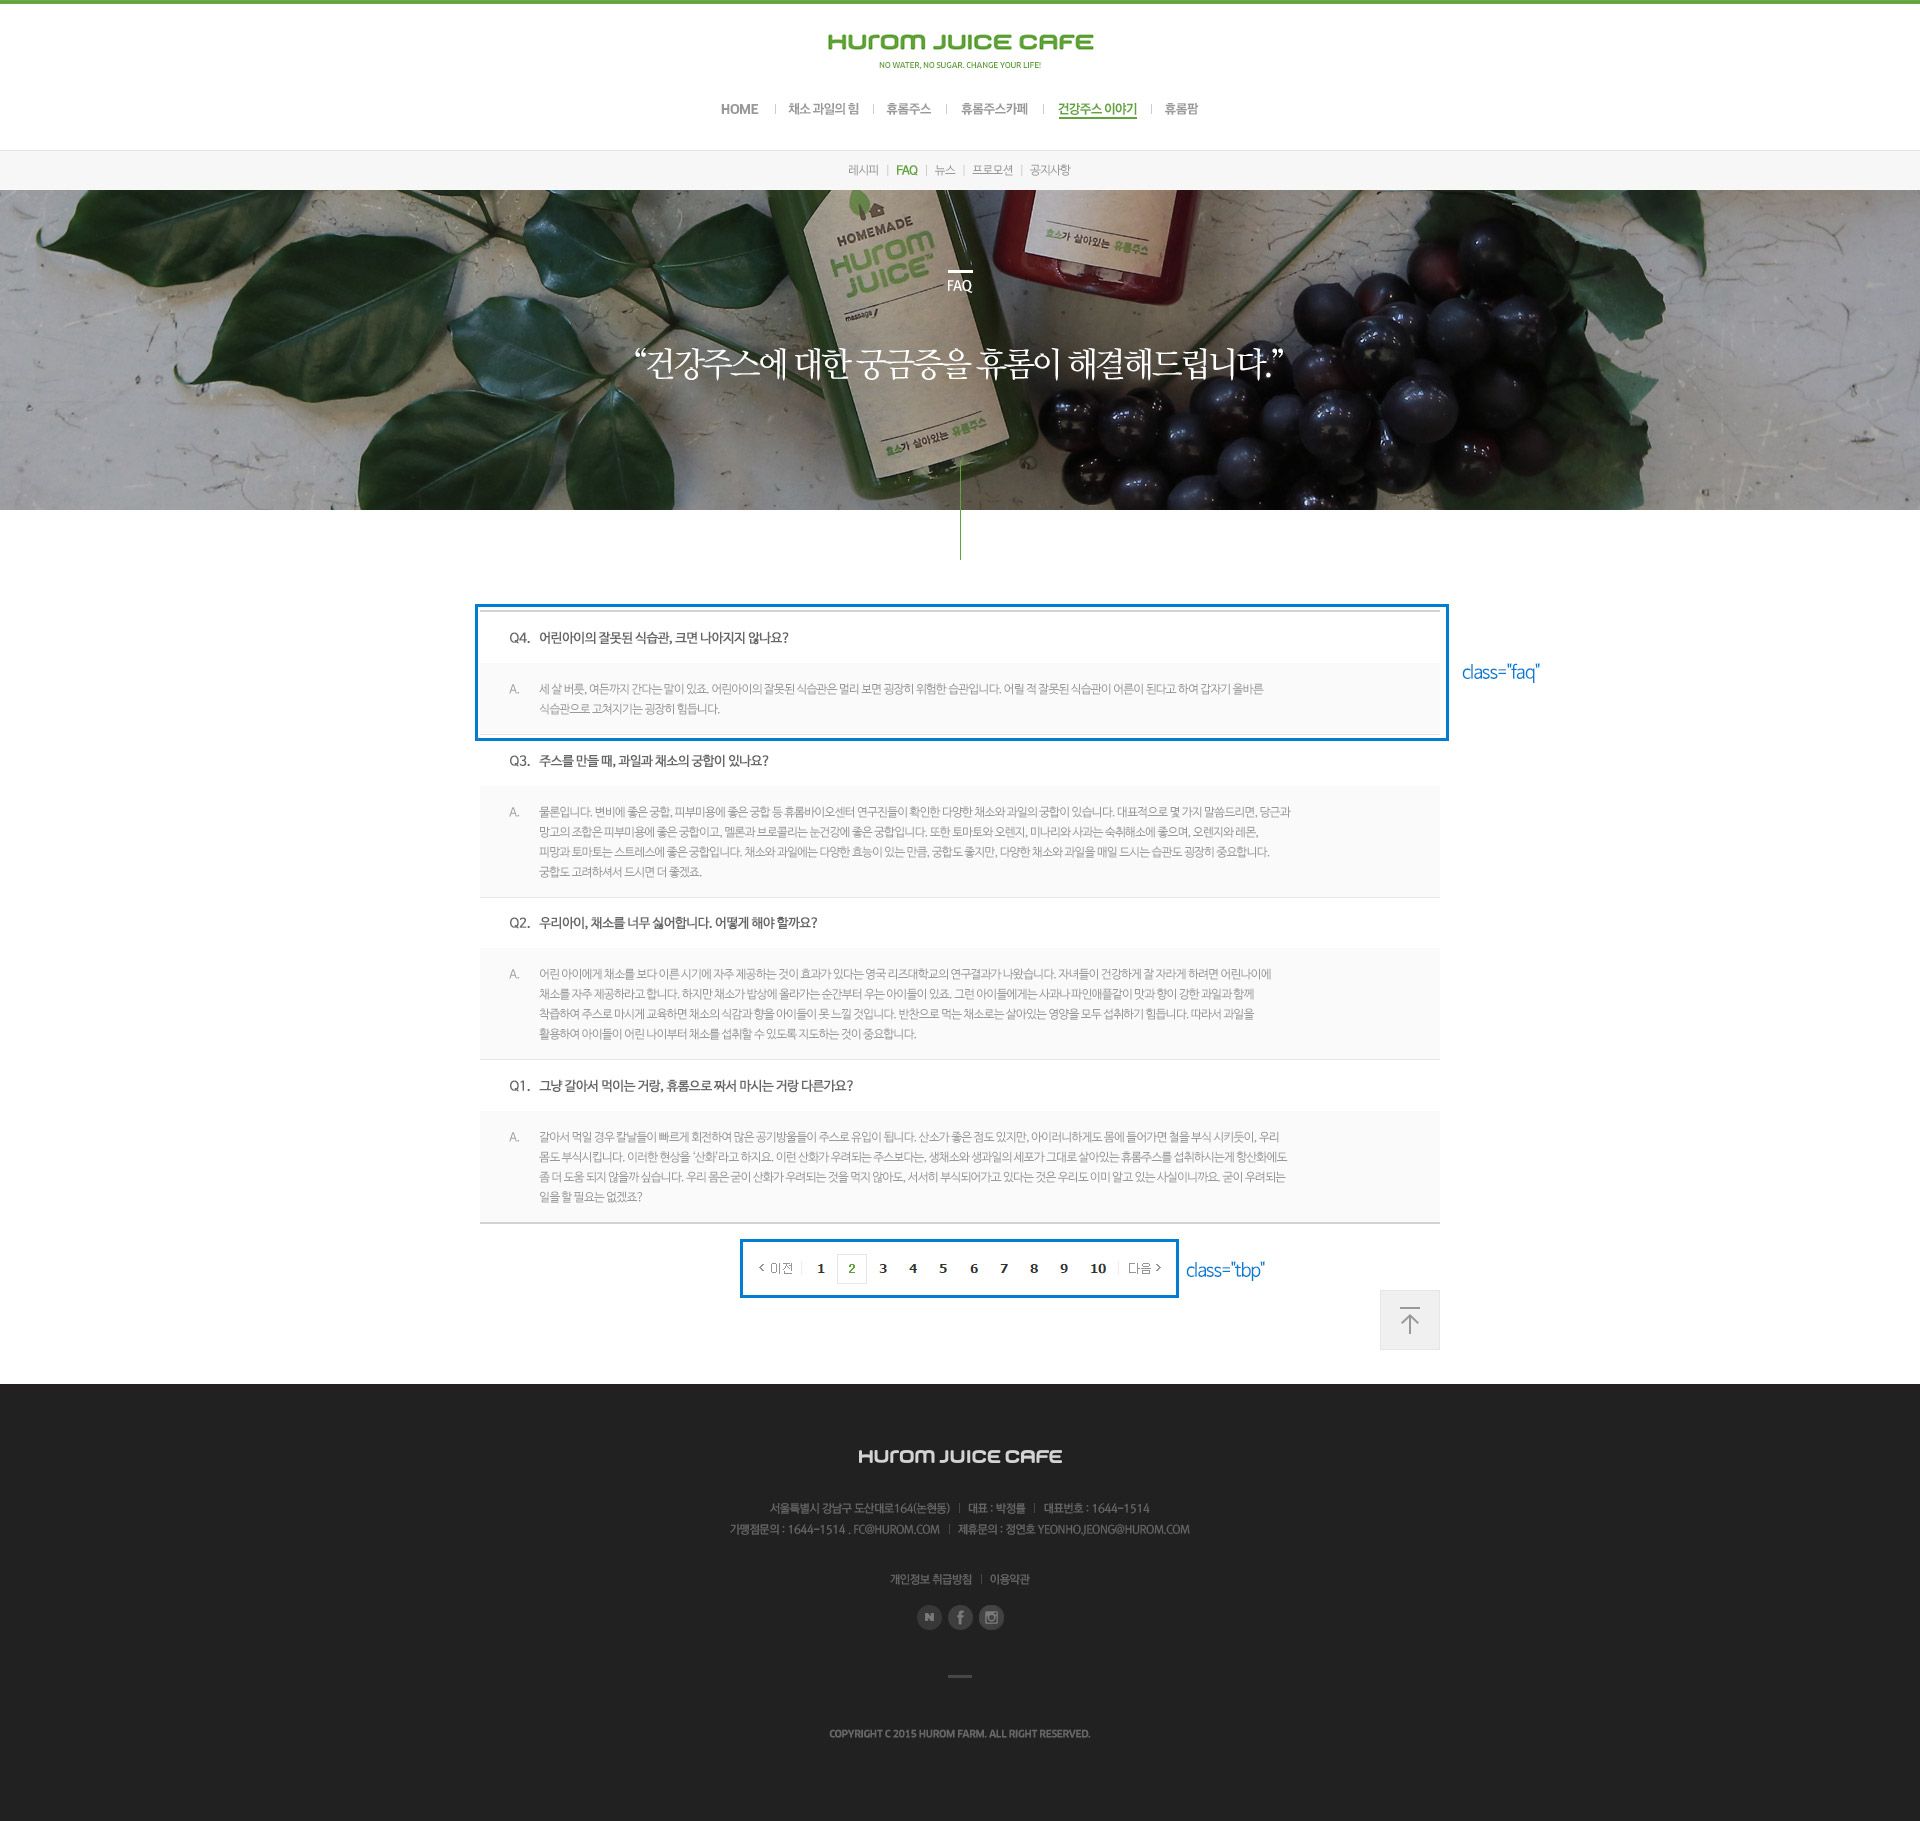 HUROM JUICE CAFE
NO WATER, NO SUGAR. CHANGE YOUR LIFE!
HOME | 채소 과일의 힘 | 휴롬주스 | 휴롬주스카페 | 건강주스 이야기 | 휴롬팜
레시피 | FAQ | 뉴스 | 프로모션 | 공지사항
HOMEMADE
HUROM
JUICE™
massage
효소가 살아있는 휴롬주스
효소가 살아있는 휴롬주스
FAQ
“건강주스에 대한 궁금증을 휴롬이 해결해드립니다.”
Q4. 어린아이의 잘못된 식습관, 크면 나아지지 않나요?
class="faq"
A. 세 살 버릇, 여든까지 간다는 말이 있죠. 어린아이의 잘못된 식습관은 멀리 보면 굉장히 위험한 습관입니다. 어릴 적 잘못된 식습관이 어른이 된다고 하여 갑자기 올바른
식습관으로 고쳐지기는 굉장히 힘듭니다.
Q3. 주스를 만들 때, 과일과 채소의 궁합이 있나요?
A. 물론입니다. 변비에 좋은 궁합, 피부미용에 좋은 궁합 등 휴롬바이오센터 연구진들이 확인한 다양한 채소와 과일의 궁합이 있습니다. 대표적으로 몇 가지 말씀드리면, 당근과
망고의 조합은 피부미용에 좋은 궁합이고, 멜론과 브로콜리는 눈건강에 좋은 궁합입니다. 또한 토마토와 오렌지, 미나리와 사과는 숙취해소에 좋으며, 오렌지와 레몬,
피망과 토마토는 스트레스에 좋은 궁합입니다. 채소와 과일에는 다양한 효능이 있는 만큼, 궁합도 좋지만, 다양한 채소와 과일을 매일 드시는 습관도 굉장히 중요합니다.
궁합도 고려하셔서 드시면 더 좋겠죠.
Q2. 우리아이, 채소를 너무 싫어합니다. 어떻게 해야 할까요?
A. 어린 아이에게 채소를 보다 이른 시기에 자주 제공하는 것이 효과가 있다는 영국 리즈대학교의 연구결과가 나왔습니다. 자녀들이 건강하게 잘 자라게 하려면 어린나이에
채소를 자주 제공하라고 합니다. 하지만 채소가 밥상에 올라가는 순간부터 우는 아이들이 있죠. 그런 아이들에게는 사과나 파인애플같이 맛과 향이 강한 과일과 함께
착즙하여 주스로 마시게 교육하면 채소의 식감과 향을 아이들이 못 느낄 것입니다. 반찬으로 먹는 채소로는 살아있는 영양을 모두 섭취하기 힘듭니다. 따라서 과일을
활용하여 아이들이 어린 나이부터 채소를 섭취할 수 있도록 지도하는 것이 중요합니다.
Q1. 그냥 갈아서 먹이는 거랑, 휴롬으로 짜서 마시는 거랑 다른가요?
A. 갈아서 먹일 경우 칼날들이 빠르게 회전하여 많은 공기방울들이 주스로 유입이 됩니다. 산소가 좋은 점도 있지만, 아이러니하게도 몸에 들어가면 철을 부식 시키듯이, 우리
몸도 부식시킵니다. 이러한 현상을 ‘산화’라고 하지요. 이런 산화가 우려되는 주스보다는, 생채소와 생과일의 세포가 그대로 살아있는 휴롬주스를 섭취하시는게 항산화에도
좀 더 도움 되지 않을까 싶습니다. 우리 몸은 굳이 산화가 우려되는 것을 먹지 않아도, 서서히 부식되어가고 있다는 것은 우리도 이미 알고 있는 사실이니까요. 굳이 우려되는
일을 할 필요는 없겠죠?
< 이전 1 2 3 4 5 6 7 8 9 10 다음 >
class="tbp"
HUROM JUICE CAFE
서울특별시 강남구 도산대로164(논현동) | 대표 : 박정률 | 대표번호 : 1644-1514
가맹점문의 : 1644-1514 . FC@HUROM.COM | 제휴문의 : 정연호 YEONHO.JEONG@HUROM.COM
개인정보 취급방침 | 이용약관
N f
COPYRIGHT C 2015 HUROM FARM. ALL RIGHT RESERVED.